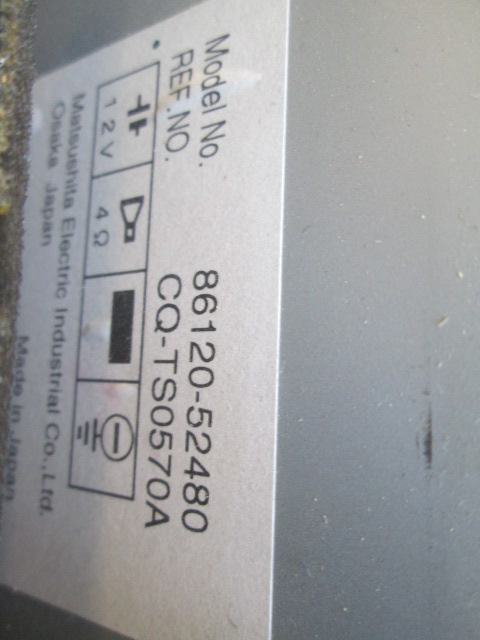 Model No. 86120-52480
REF.NO. CQ-TS0570A
12V 4Ω
Matsushita Electric Industrial Co.,Ltd.
Osaka Japan Made in Japan